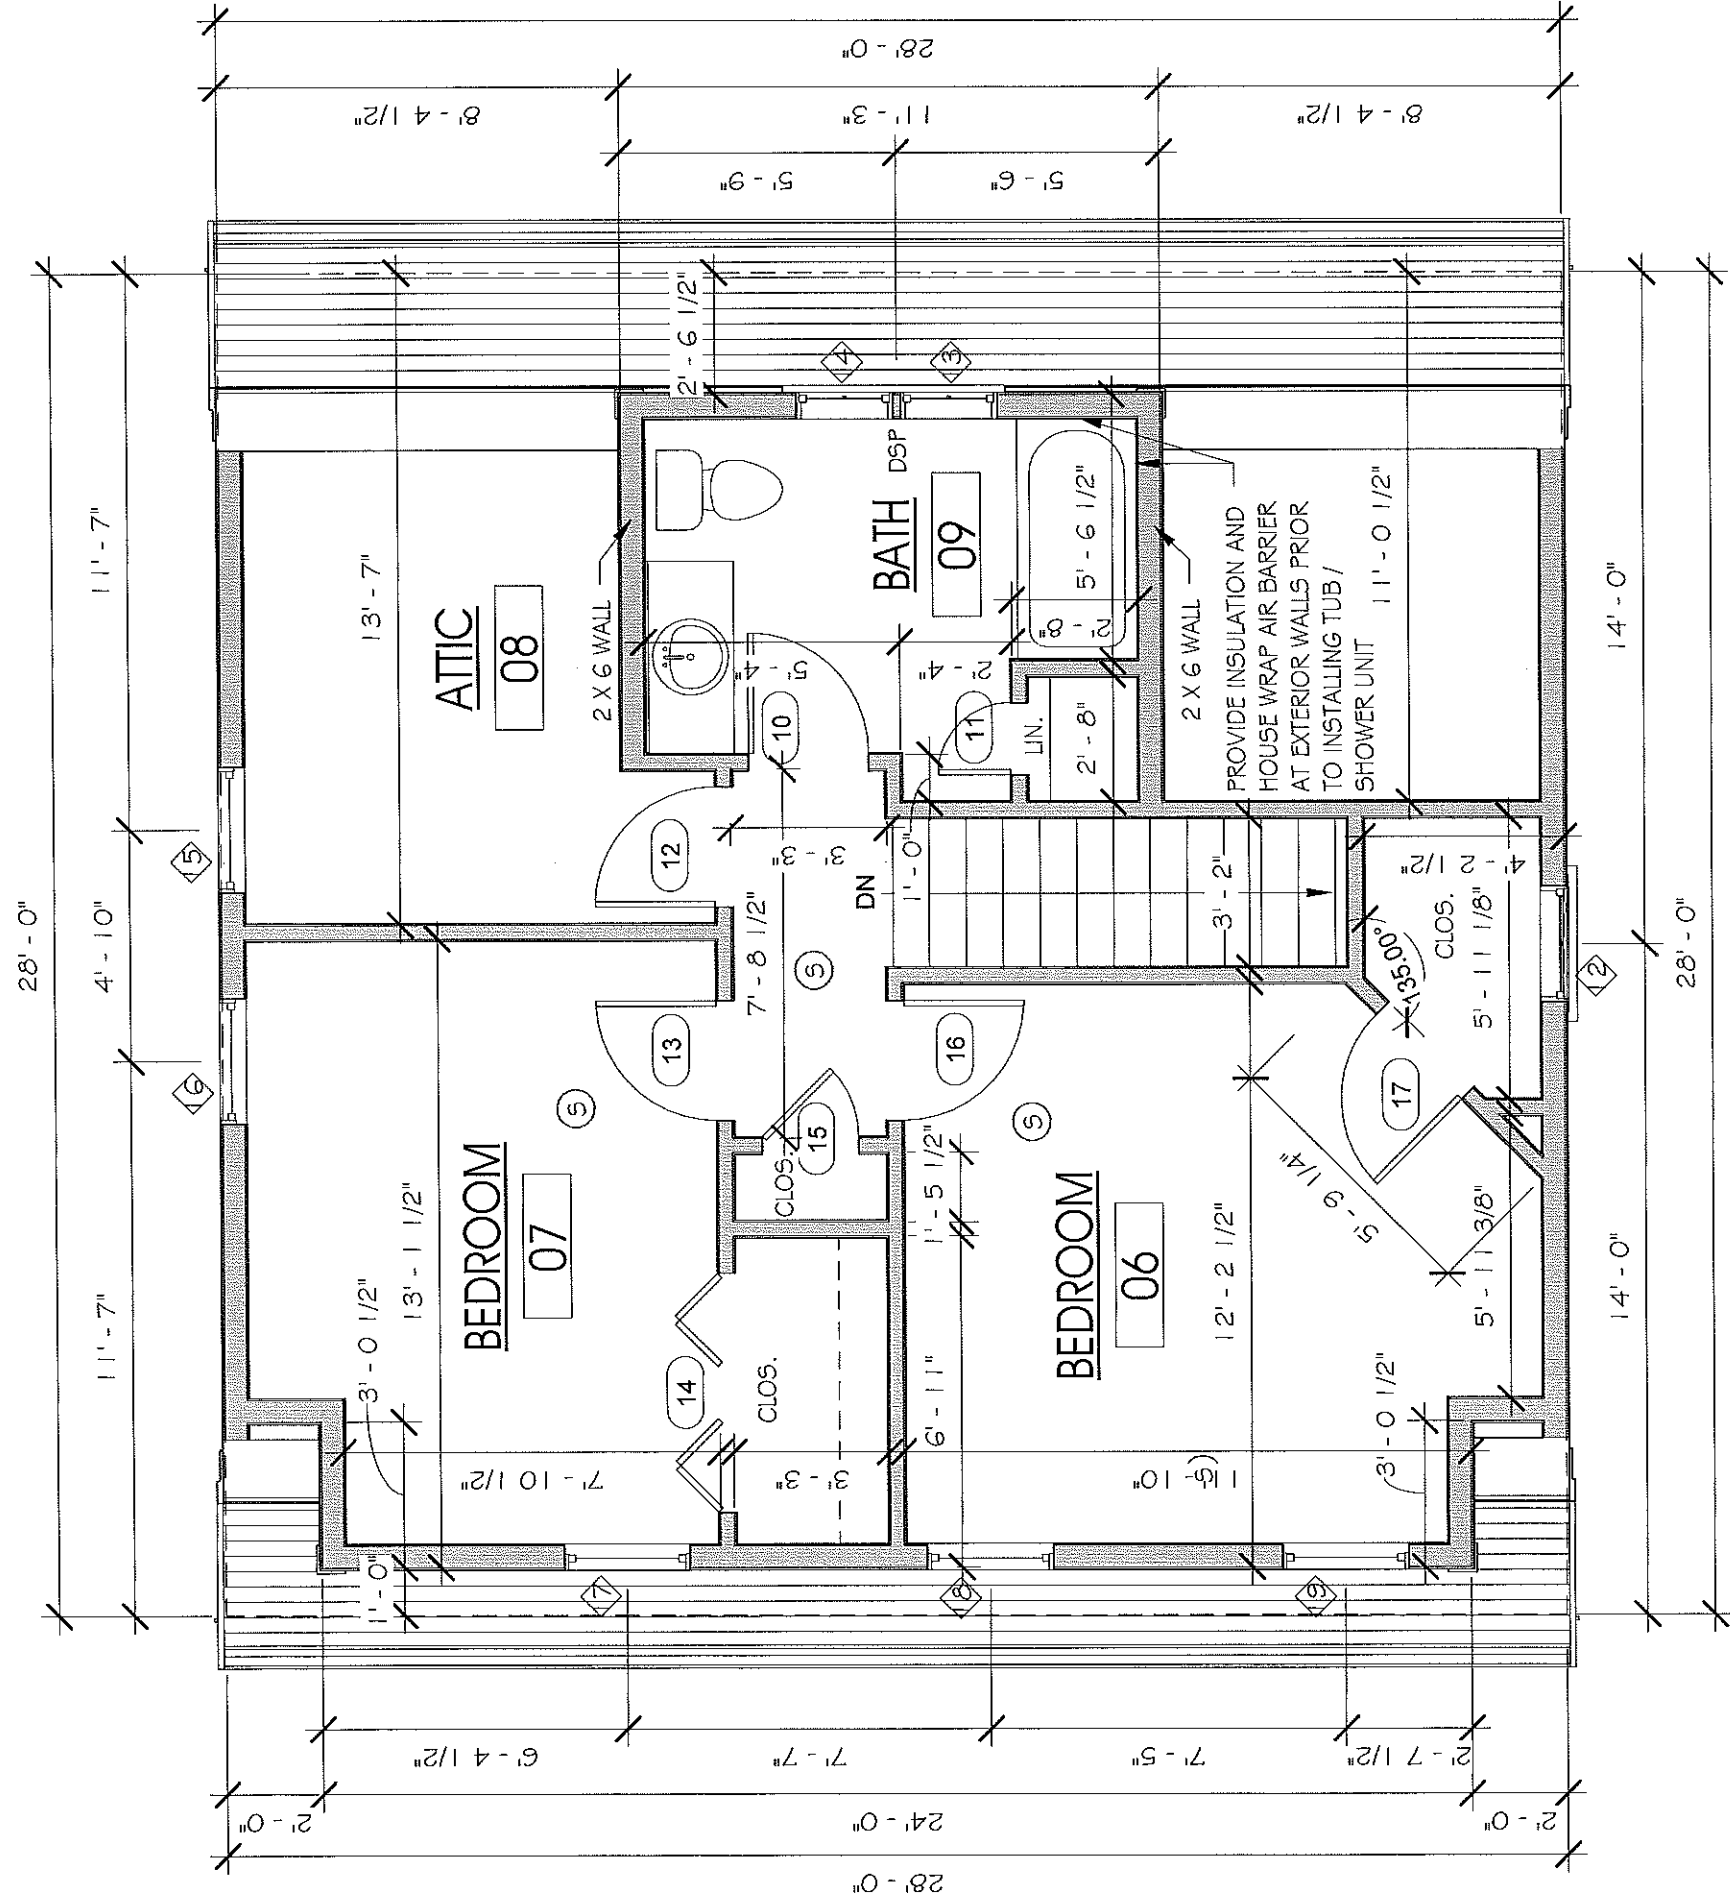 28' - 0"
8' - 4 1/2"
11' - 3"
8' - 4 1/2"
5' - 9"
5' - 6"
28' - 0"
11' - 7"
4' - 10"
11' - 7"
28' - 0"
14' - 0"
14' - 0"
2' - 6 1/2"
14
13
15
16
12
17
18
19
13' - 7"
ATTIC
08
2 X 6 WALL
DSP
BATH
09
5' - 6 1/2"
2' - 8"
5' - 4"
2' - 4"
10
11
LIN.
2' - 8"
2 X 6 WALL
PROVIDE INSULATION AND
HOUSE WRAP AIR BARRIER
AT EXTERIOR WALLS PRIOR
TO INSTALLING TUB /
SHOWER UNIT
11' - 0 1/2"
12
3' - 3"
7' - 8 1/2"
DN
1' - 0"
3' - 2"
4' - 2 1/2"
CLOS.
5' - 11 1/8"
135.00°
S
13
16
15
CLOS.
17
S
S
BEDROOM
07
13' - 1 1/2"
3' - 0 1/2"
14
CLOS.
7' - 10 1/2"
3' - 3"
1' - 5 1/2"
6' - 11"
BEDROOM
06
12' - 2 1/2"
5' - 9 1/4"
5' - 11 3/8"
3' - 0 1/2"
1' - 0"
6' - 4 1/2"
7' - 7"
7' - 5"
2' - 7 1/2"
2' - 0"
24' - 0"
2' - 0"
28' - 0"